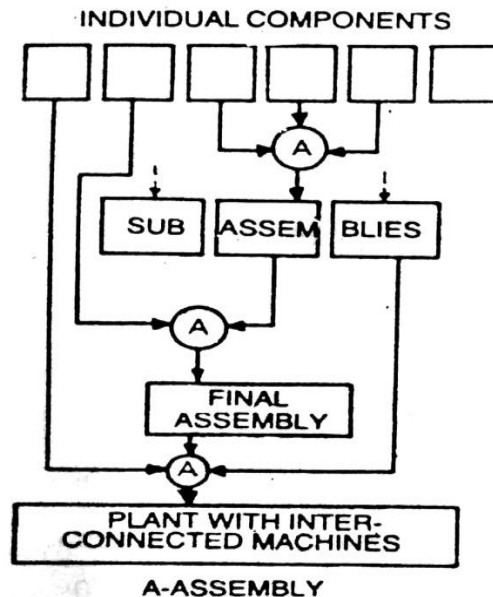 INDIVIDUAL COMPONENTS
A
SUB
ASSEM
BLIES
A
FINAL
ASSEMBLY
A
PLANT WITH INTER-
CONNECTED MACHINES
A-ASSEMBLY